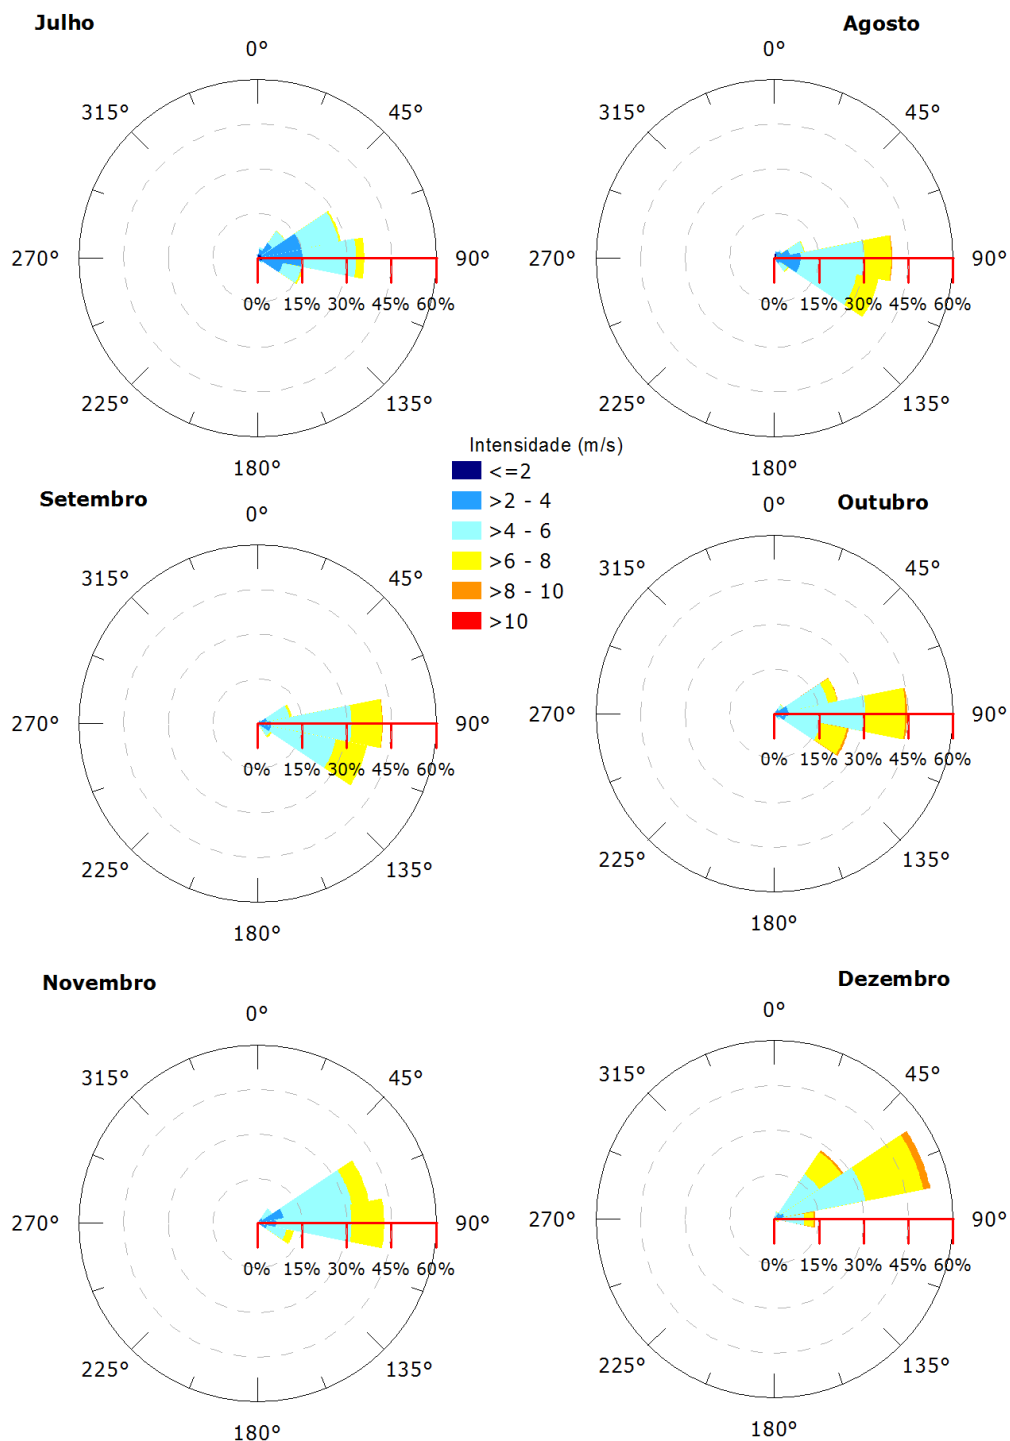 Julho
0°
315°
45°
270°
90°
0% 15% 30% 45% 60%
225°
135°
180°
Agosto
0°
315°
45°
270°
90°
0% 15% 30% 45% 60%
225°
135°
180°
Intensidade (m/s)
<=2
>2 - 4
>4 - 6
>6 - 8
>8 - 10
>10
Setembro
0°
315°
45°
270°
90°
0% 15% 30% 45% 60%
225°
135°
180°
Outubro
0°
315°
45°
270°
90°
0% 15% 30% 45% 60%
225°
135°
180°
Novembro
0°
315°
45°
270°
90°
0% 15% 30% 45% 60%
225°
135°
180°
Dezembro
0°
315°
45°
270°
90°
0% 15% 30% 45% 60%
225°
135°
180°